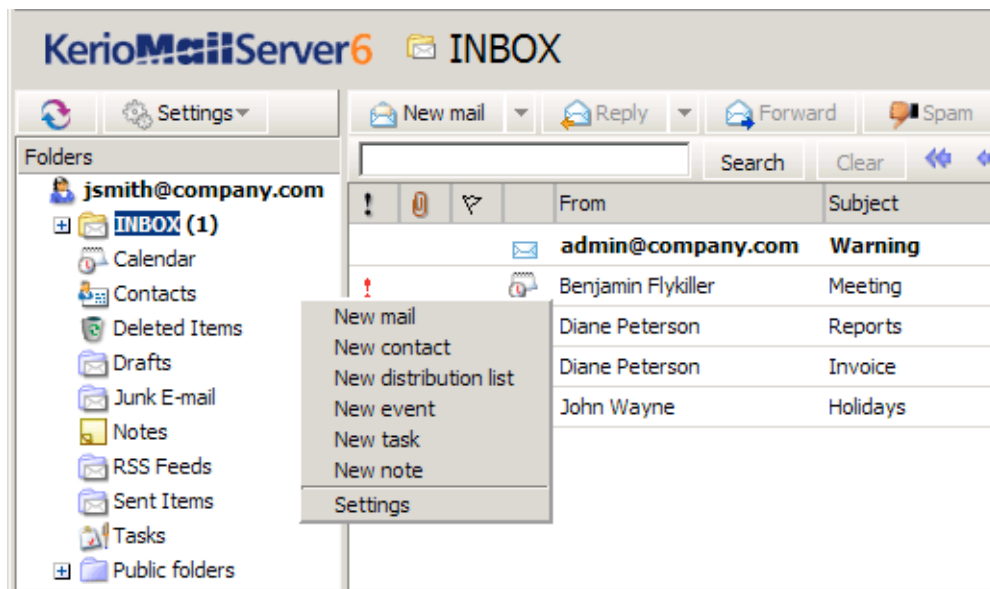 KerioMailServer6 INBOX
Settings New mail Reply Forward Spam
Folders
Search Clear
jsmith@company.com
! From Subject
INBOX (1)
admin@company.com Warning
Calendar
! Benjamin Flykiller Meeting
Contacts
New mail
Deleted Items
Diane Peterson Reports
New contact
Drafts
Diane Peterson Invoice
New distribution list
Junk E-mail
New event
John Wayne Holidays
Notes
New task
RSS Feeds
New note
Sent Items
Settings
Tasks
Public folders